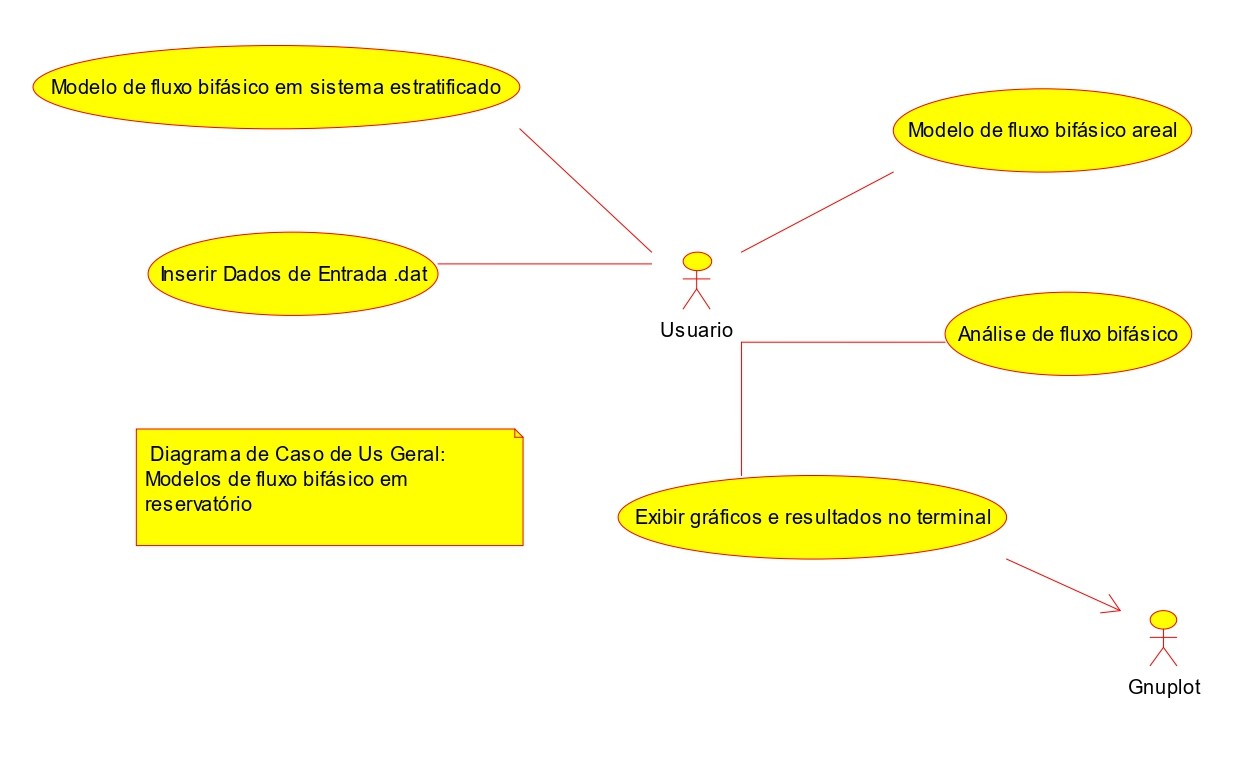 Modelo de fluxo bifásico em sistema estratificado
Modelo de fluxo bifásico areal
Inserir Dados de Entrada .dat
Usuario
Análise de fluxo bifásico
Diagrama de Caso de Us Geral:
Modelos de fluxo bifásico em
reservatório
Exibir gráficos e resultados no terminal
Gnuplot